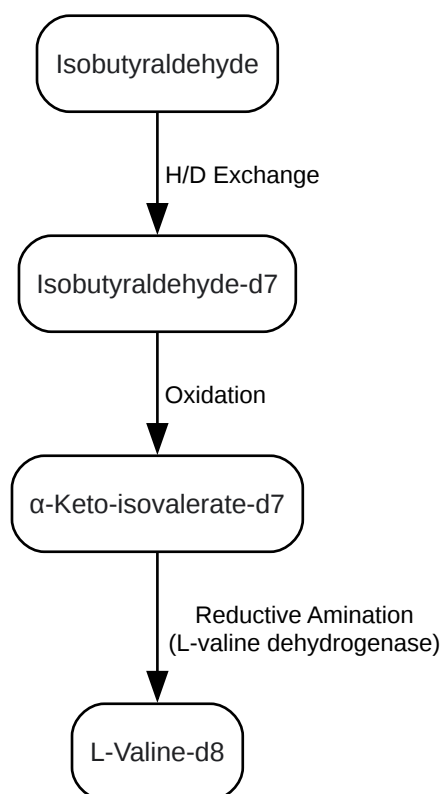 Isobutyraldehyde
H/D Exchange
Isobutyraldehyde-d7
Oxidation
α-Keto-isovalerate-d7
Reductive Amination
(L-valine dehydrogenase)
L-Valine-d8